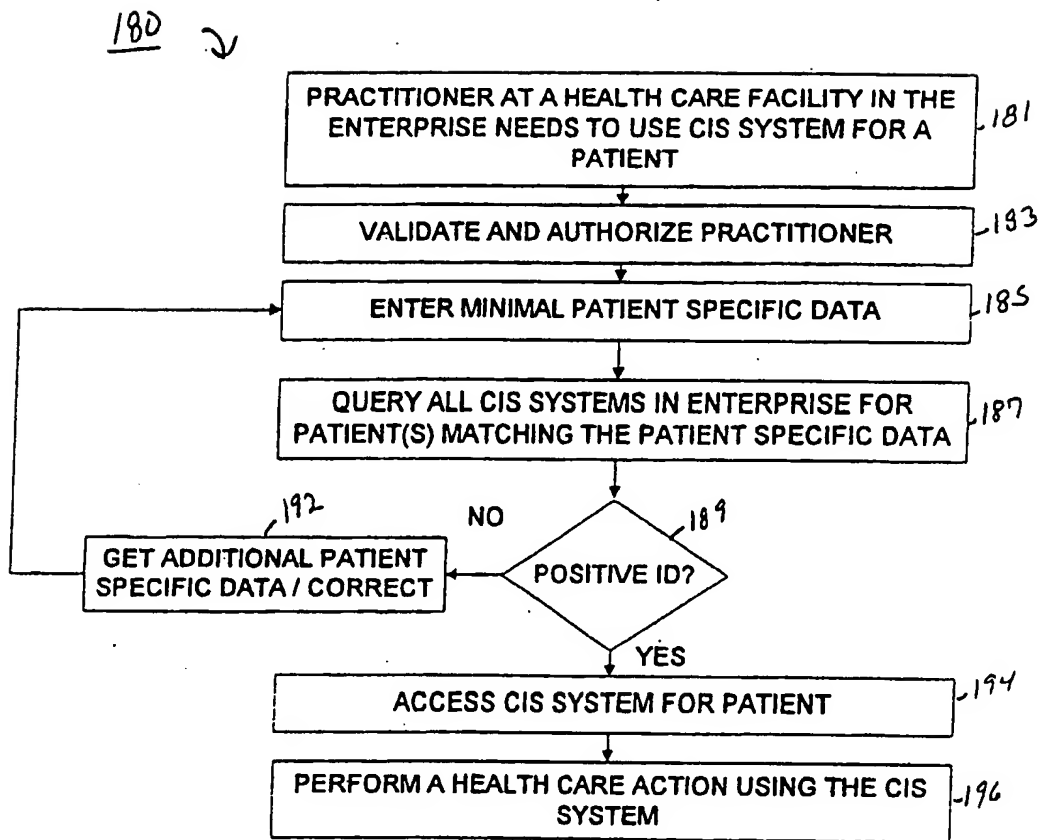 180
PRACTITIONER AT A HEALTH CARE FACILITY IN THE
ENTERPRISE NEEDS TO USE CIS SYSTEM FOR A
PATIENT
181
VALIDATE AND AUTHORIZE PRACTITIONER
183
ENTER MINIMAL PATIENT SPECIFIC DATA
185
QUERY ALL CIS SYSTEMS IN ENTERPRISE FOR
PATIENT(S) MATCHING THE PATIENT SPECIFIC DATA
187
192
NO
189
GET ADDITIONAL PATIENT
SPECIFIC DATA / CORRECT
POSITIVE ID?
YES
ACCESS CIS SYSTEM FOR PATIENT
194
PERFORM A HEALTH CARE ACTION USING THE CIS
SYSTEM
196